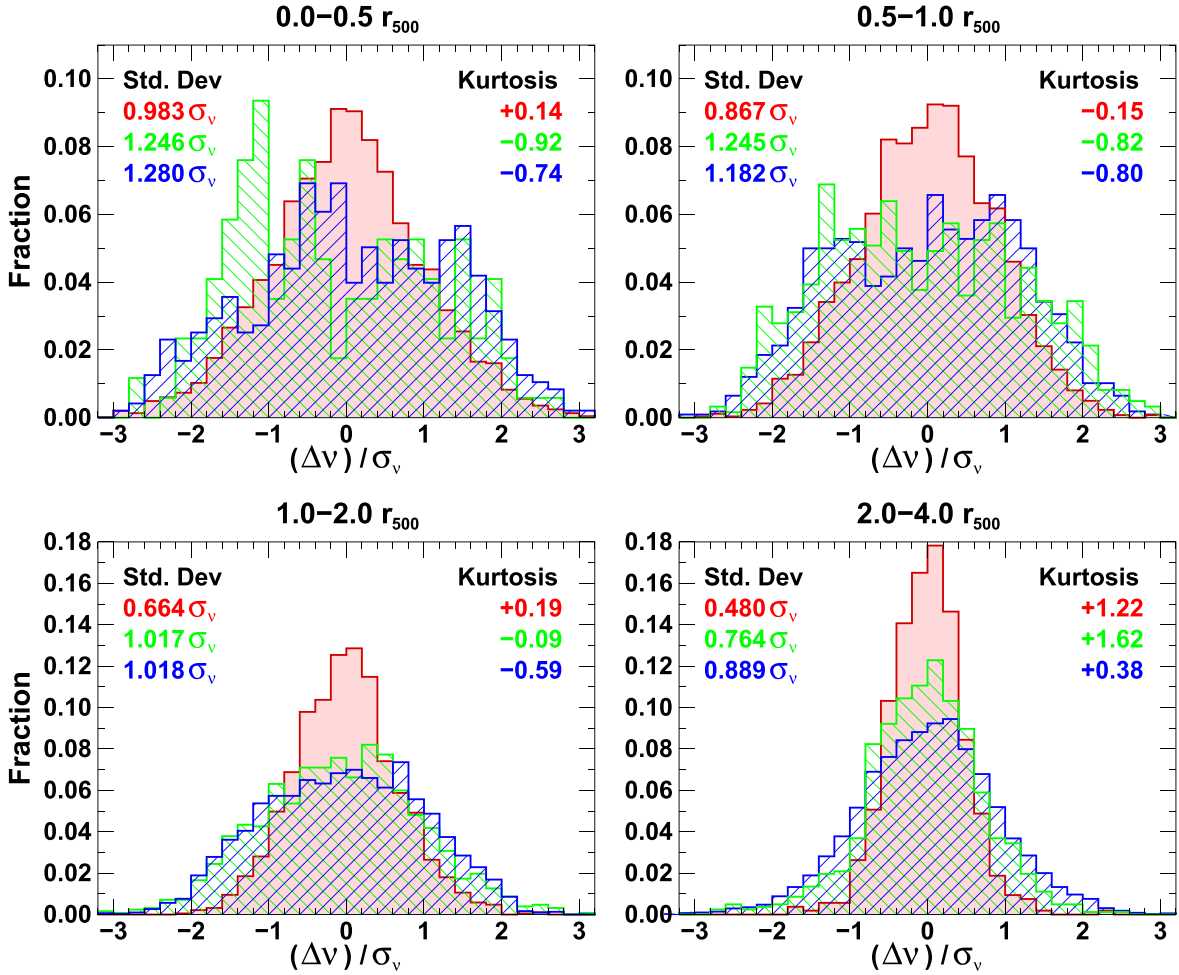 0.0−0.5 r500
0.10
0.08
0.06
0.04
0.02
0.00
Fraction
Std. Dev Kurtosis
0.983 σν +0.14
1.246 σν −0.92
1.280 σν −0.74
−3 −2 −1 0 1 2 3
(Δν) / σν
0.5−1.0 r500
0.10
0.08
0.06
0.04
0.02
0.00
Std. Dev Kurtosis
0.867 σν −0.15
1.245 σν −0.82
1.182 σν −0.80
−3 −2 −1 0 1 2 3
(Δν) / σν
1.0−2.0 r500
0.18
0.16
0.14
0.12
0.10
0.08
0.06
0.04
0.02
0.00
Fraction
Std. Dev Kurtosis
0.664 σν +0.19
1.017 σν −0.09
1.018 σν −0.59
−3 −2 −1 0 1 2 3
(Δν) / σν
2.0−4.0 r500
0.18
0.16
0.14
0.12
0.10
0.08
0.06
0.04
0.02
0.00
Std. Dev Kurtosis
0.480 σν +1.22
0.764 σν +1.62
0.889 σν +0.38
−3 −2 −1 0 1 2 3
(Δν) / σν